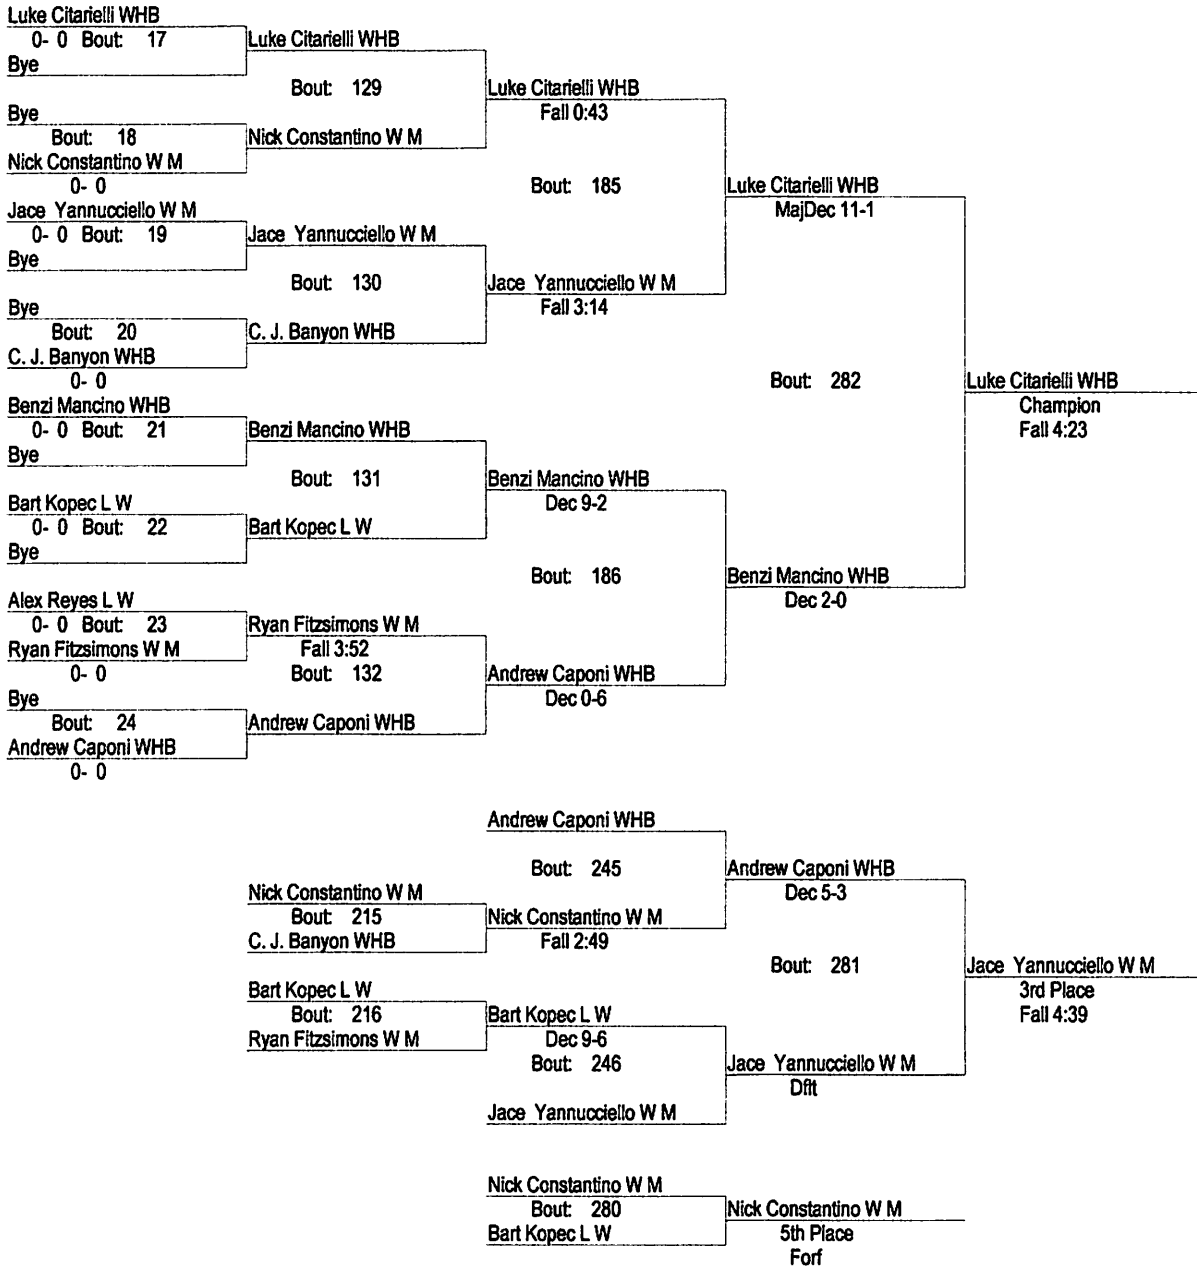 Luke Citarielli WHB
0- 0 Bout: 17
Bye
Luke Citarielli WHB
Bout: 129
Bye
Bout: 18
Nick Constantino W M
0- 0
Nick Constantino W M
Luke Citarielli WHB
Fall 0:43
Bout: 185
Jace Yannucciello W M
0- 0 Bout: 19
Bye
Jace Yannucciello W M
Bout: 130
Bye
Bout: 20
C. J. Banyon WHB
0- 0
C. J. Banyon WHB
Jace Yannucciello W M
Fall 3:14
Luke Citarielli WHB
MajDec 11-1
Bout: 282
Benzi Mancino WHB
0- 0 Bout: 21
Bye
Benzi Mancino WHB
Bout: 131
Bart Kopec L W
0- 0 Bout: 22
Bye
Bart Kopec L W
Benzi Mancino WHB
Dec 9-2
Bout: 186
Alex Reyes L W
0- 0 Bout: 23
Ryan Fitzsimons W M
0- 0
Ryan Fitzsimons W M
Fall 3:52
Bout: 132
Bye
Bout: 24
Andrew Caponi WHB
0- 0
Andrew Caponi WHB
Andrew Caponi WHB
Dec 0-6
Benzi Mancino WHB
Dec 2-0
Luke Citarielli WHB
Champion
Fall 4:23
Andrew Caponi WHB
Bout: 245
Nick Constantino W M
Bout: 215
C. J. Banyon WHB
Nick Constantino W M
Fall 2:49
Andrew Caponi WHB
Dec 5-3
Bout: 281
Bart Kopec L W
Bout: 216
Ryan Fitzsimons W M
Bart Kopec L W
Dec 9-6
Bout: 246
Jace Yannucciello W M
Jace Yannucciello W M
Dftt
Jace Yannucciello W M
3rd Place
Fall 4:39
Nick Constantino W M
Bout: 280
Bart Kopec L W
Nick Constantino W M
5th Place
Forf